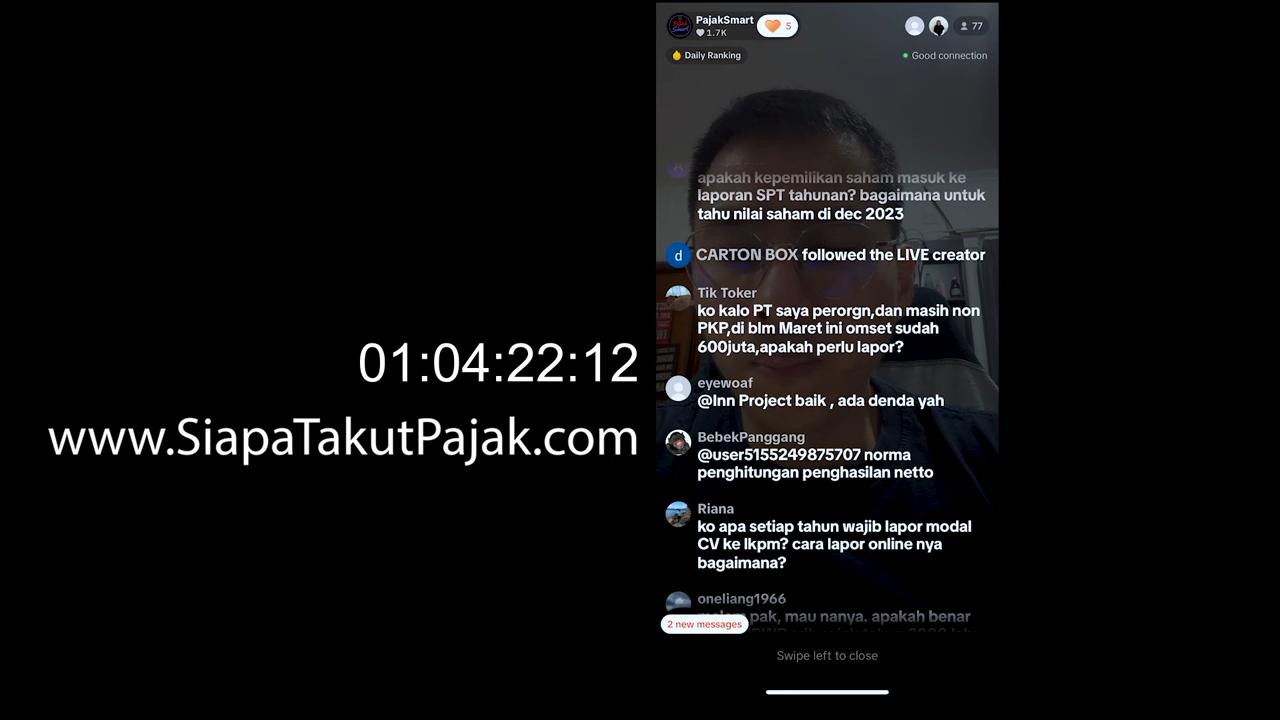 01:04:22:12
www.SiapaTakutPajak.com
PajakSmart
1.7K
5
77
Daily Ranking
Good connection
apakah kepemilikan saham masuk ke
laporan SPT tahunan? bagaimana untuk
tahu nilai saham di dec 2023
d
CARTON BOX followed the LIVE creator
Tik Toker
ko kalo PT saya perorgn,dan masih non
PKP,di blm Maret ini omset sudah
600juta,apakah perlu lapor?
eyewoaf
@Inn Project baik , ada denda yah
BebekPanggang
@user5155249875707 norma
penghitungan penghasilan netto
Riana
ko apa setiap tahun wajib lapor modal
CV ke lkpm? cara lapor online nya
bagaimana?
oneliang1966
pak, mau nanya. apakah benar
2 new messages
Swipe left to close